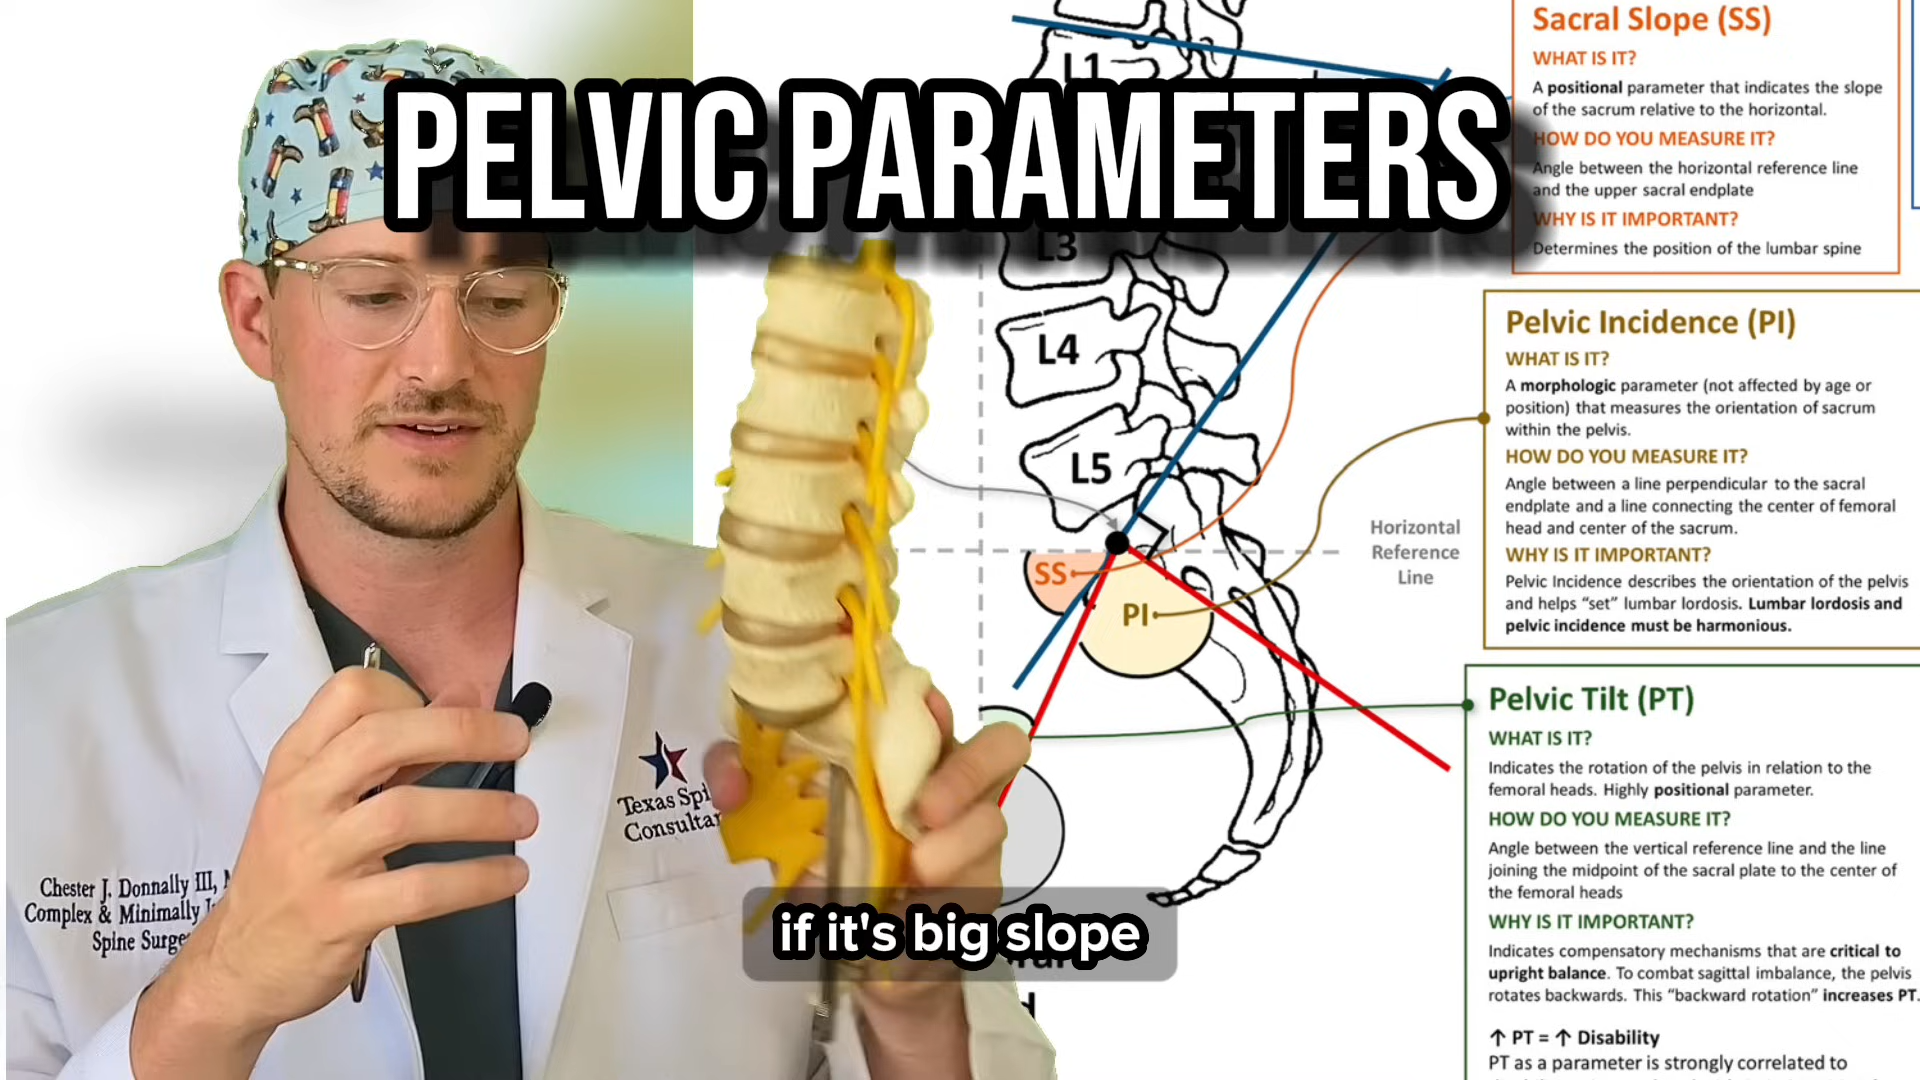 PELVIC PARAMETERS
L1
L3
L4
L5
SS
PI
Horizontal
Reference
Line
Sacral Slope (SS)
WHAT IS IT?
A positional parameter that indicates the slope
of the sacrum relative to the horizontal.
HOW DO YOU MEASURE IT?
Angle between the horizontal reference line
and the upper sacral endplate
WHY IS IT IMPORTANT?
Determines the position of the lumbar spine
Pelvic Incidence (PI)
WHAT IS IT?
A morphologic parameter (not affected by age or
position) that measures the orientation of sacrum
within the pelvis.
HOW DO YOU MEASURE IT?
Angle between a line perpendicular to the sacral
endplate and a line connecting the center of femoral
head and center of the sacrum.
WHY IS IT IMPORTANT?
Pelvic Incidence describes the orientation of the pelvis
and helps “set” lumbar lordosis. Lumbar lordosis and
pelvic incidence must be harmonious.
Pelvic Tilt (PT)
WHAT IS IT?
Indicates the rotation of the pelvis in relation to the
femoral heads. Highly positional parameter.
HOW DO YOU MEASURE IT?
Angle between the vertical reference line and the line
joining the midpoint of the sacral plate to the center of
the femoral heads
WHY IS IT IMPORTANT?
Indicates compensatory mechanisms that are critical to
upright balance. To combat sagittal imbalance, the pelvis
rotates backwards. This “backward rotation” increases PT.
↑ PT = ↑ Disability
PT as a parameter is strongly correlated to
Texas Spi
Consultan
Chester J. Donnally III,
Complex & Minimally
Spine Surge
if it's big slope